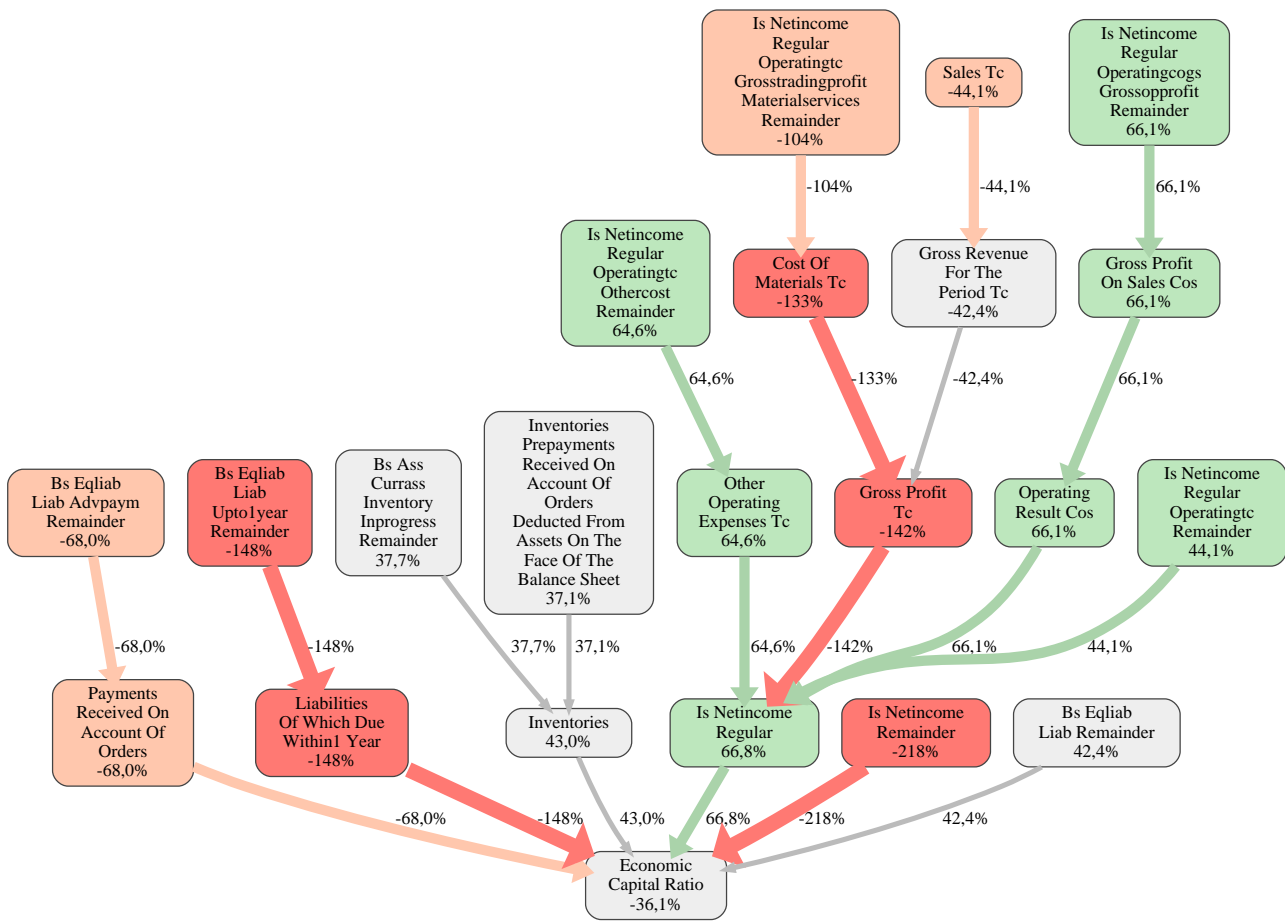 Is Netincome
Regular
Operatingtc
Grosstradingprofit
Materialservices
Remainder
-104%
Sales Tc
-44,1%
Is Netincome
Regular
Operatingcogs
Grossopprofit
Remainder
66,1%
-104%
-44,1%
66,1%
Is Netincome
Regular
Operatingtc
Othercost
Remainder
64,6%
Cost Of
Materials Tc
-133%
Gross Revenue
For The
Period Tc
-42,4%
Gross Profit
On Sales Cos
66,1%
64,6%
-133%
-42,4%
66,1%
Bs Eqliab
Liab Advpaym
Remainder
-68,0%
Bs Eqliab
Liab
Upto1year
Remainder
-148%
Bs Ass
Currass
Inventory
Inprogress
Remainder
37,7%
Inventories
Prepayments
Received On
Account Of
Orders
Deducted From
Assets On The
Face Of The
Balance Sheet
37,1%
Other
Operating
Expenses Tc
64,6%
Gross Profit
Tc
-142%
Operating
Result Cos
66,1%
Is Netincome
Regular
Operatingtc
Remainder
44,1%
-68,0%
-148%
37,7%
37,1%
64,6%
-142%
66,1%
44,1%
Payments
Received On
Account Of
Orders
-68,0%
Liabilities
Of Which Due
Within1 Year
-148%
Inventories
43,0%
Is Netincome
Regular
66,8%
Is Netincome
Remainder
-218%
Bs Eqliab
Liab Remainder
42,4%
-68,0%
-148%
43,0%
66,8%
-218%
42,4%
Economic
Capital Ratio
-36,1%